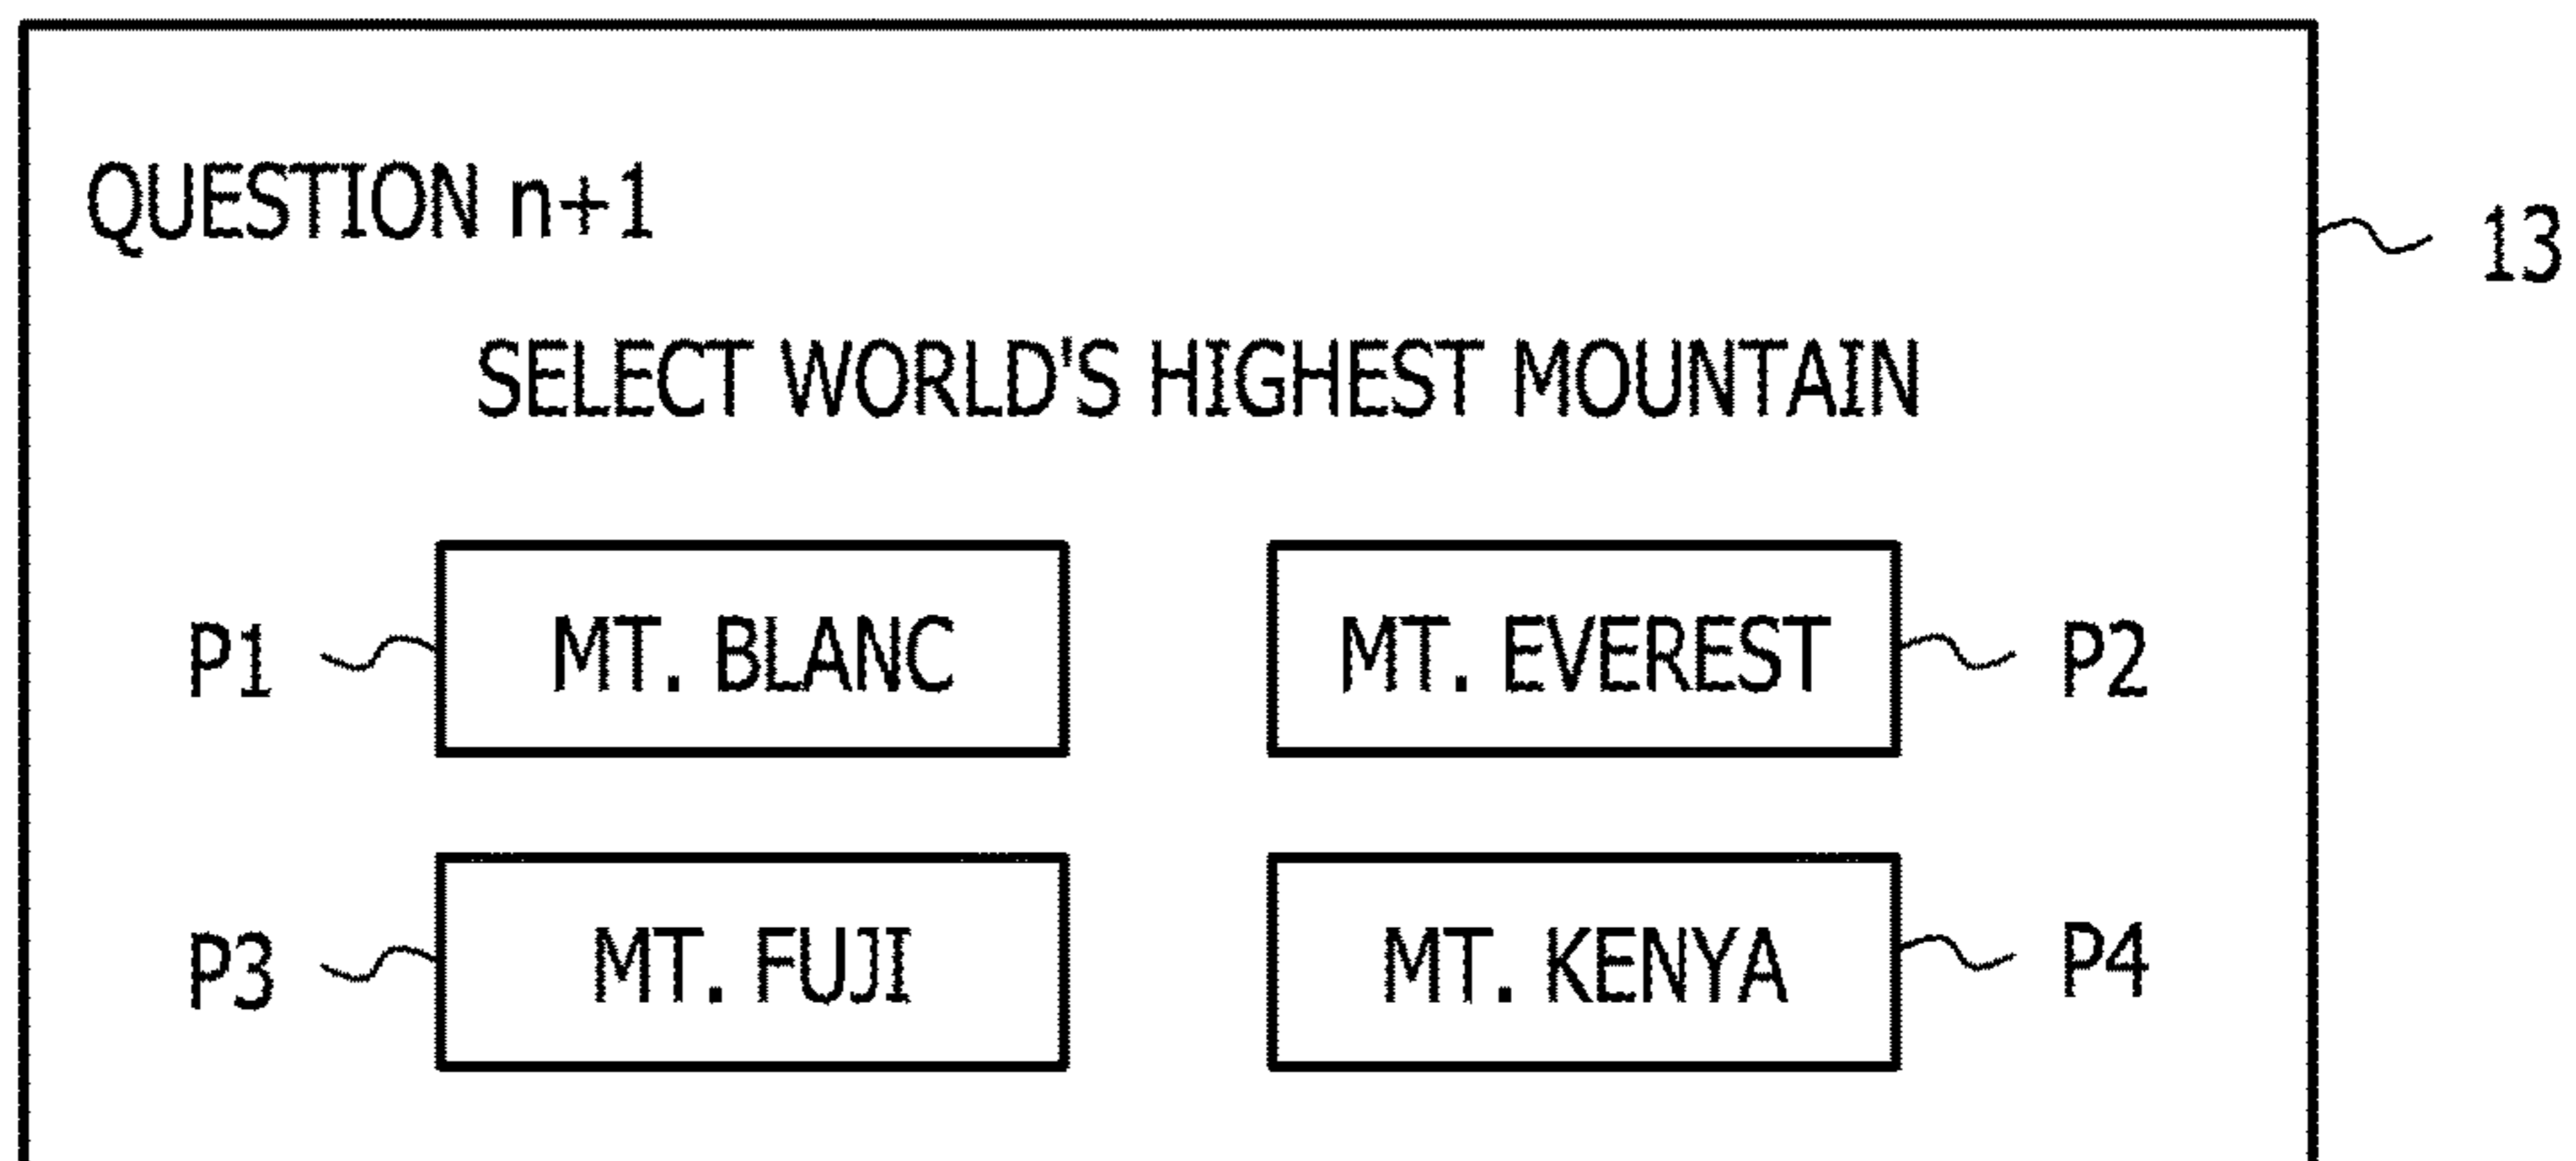 QUESTION n+1
13
SELECT WORLD'S HIGHEST MOUNTAIN
P1 MT. BLANC MT. EVEREST P2
P3 MT. FUJI MT. KENYA P4